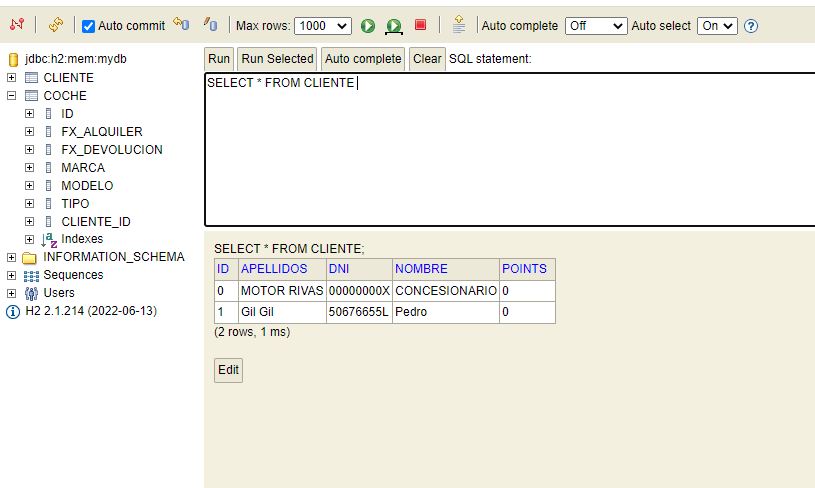 Auto commit Max rows: 1000 Auto complete Off Auto select On ?
jdbc:h2:mem:mydb
CLIENTE
COCHE
ID
FX_ALQUILER
FX_DEVOLUCION
MARCA
MODELO
TIPO
CLIENTE_ID
Indexes
INFORMATION_SCHEMA
Sequences
Users
H2 2.1.214 (2022-06-13)
Run Run Selected Auto complete Clear SQL statement:
SELECT * FROM CLIENTE
SELECT * FROM CLIENTE;
ID APELLIDOS DNI NOMBRE POINTS
0 MOTOR RIVAS 00000000X CONCESIONARIO 0
1 Gil Gil 50676655L Pedro 0
(2 rows, 1 ms)
Edit